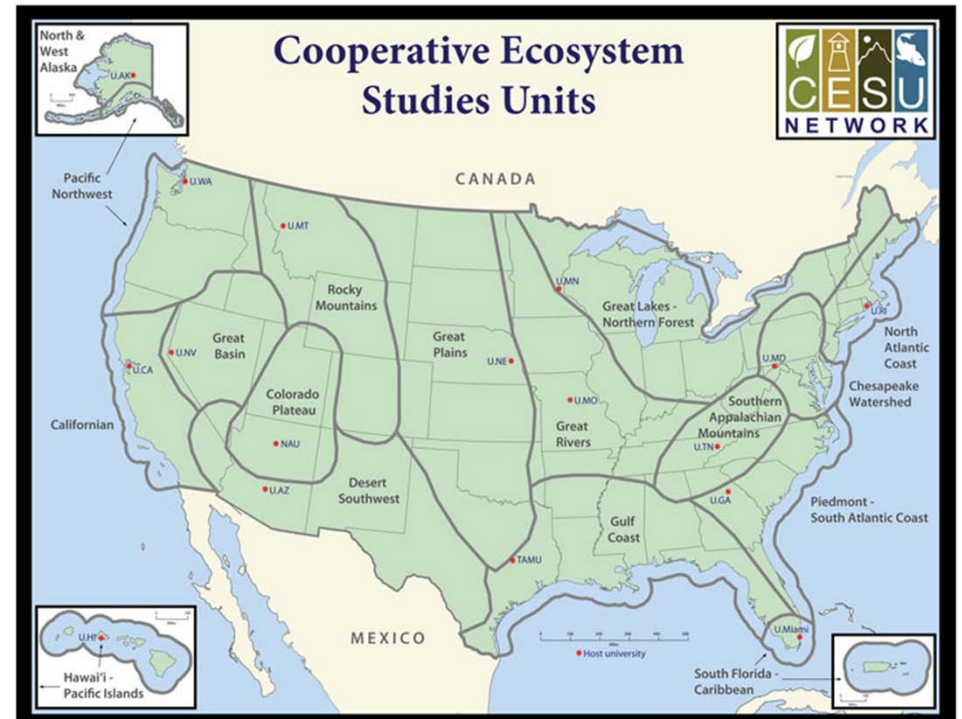 Cooperative Ecosystem
Studies Units
CESU
NETWORK
North &
West
Alaska
U.AK
Pacific
Northwest
CANADA
U.WA
U.MT
Rocky
Mountains
U.MN
Great Lakes -
Northern Forest
U.RI
North
Atlantic
Coast
Great
Basin
U.NV
Great
Plains
U.NE
U.MD
Chesapeake
Watershed
U.CA
Colorado
Plateau
U.MO
Southern
Appalachian
Mountains
Californian
NAU
Great
Rivers
U.TN
U.AZ
Desert
Southwest
U.GA
Piedmont -
South Atlantic Coast
Gulf
Coast
TAMU
MEXICO
U.HI
Hawai'i -
Pacific Islands
Host university
U.Miami
South Florida -
Caribbean